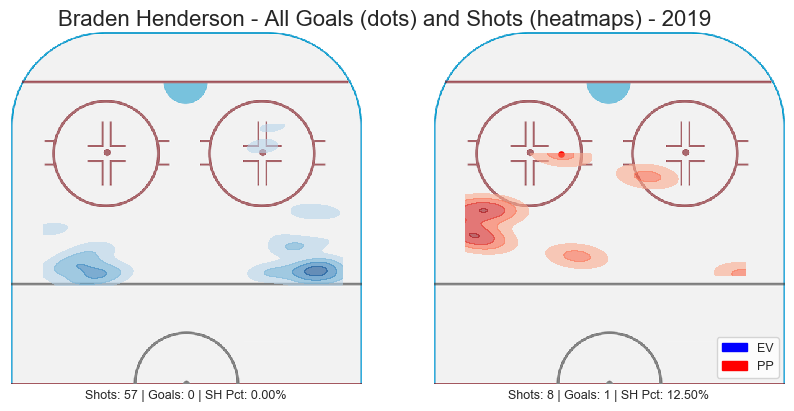 Braden Henderson - All Goals (dots) and Shots (heatmaps) - 2019
EV
PP
Shots: 57 | Goals: 0 | SH Pct: 0.00%
Shots: 8 | Goals: 1 | SH Pct: 12.50%